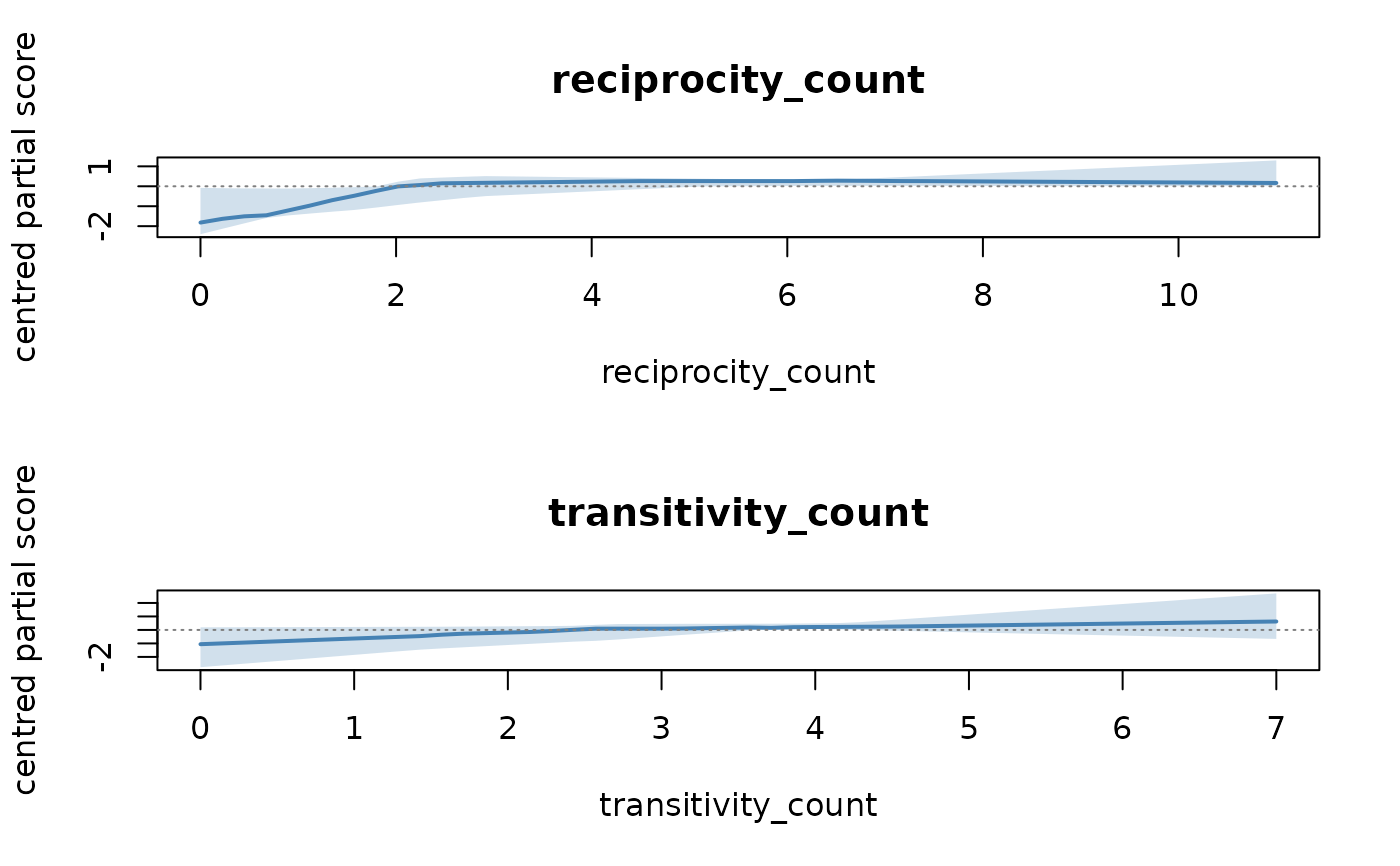 reciprocity_count
centred partial score
1
-2
0 2 4 6 8 10
reciprocity_count
transitivity_count
centred partial score
-2
0 1 2 3 4 5 6 7
transitivity_count